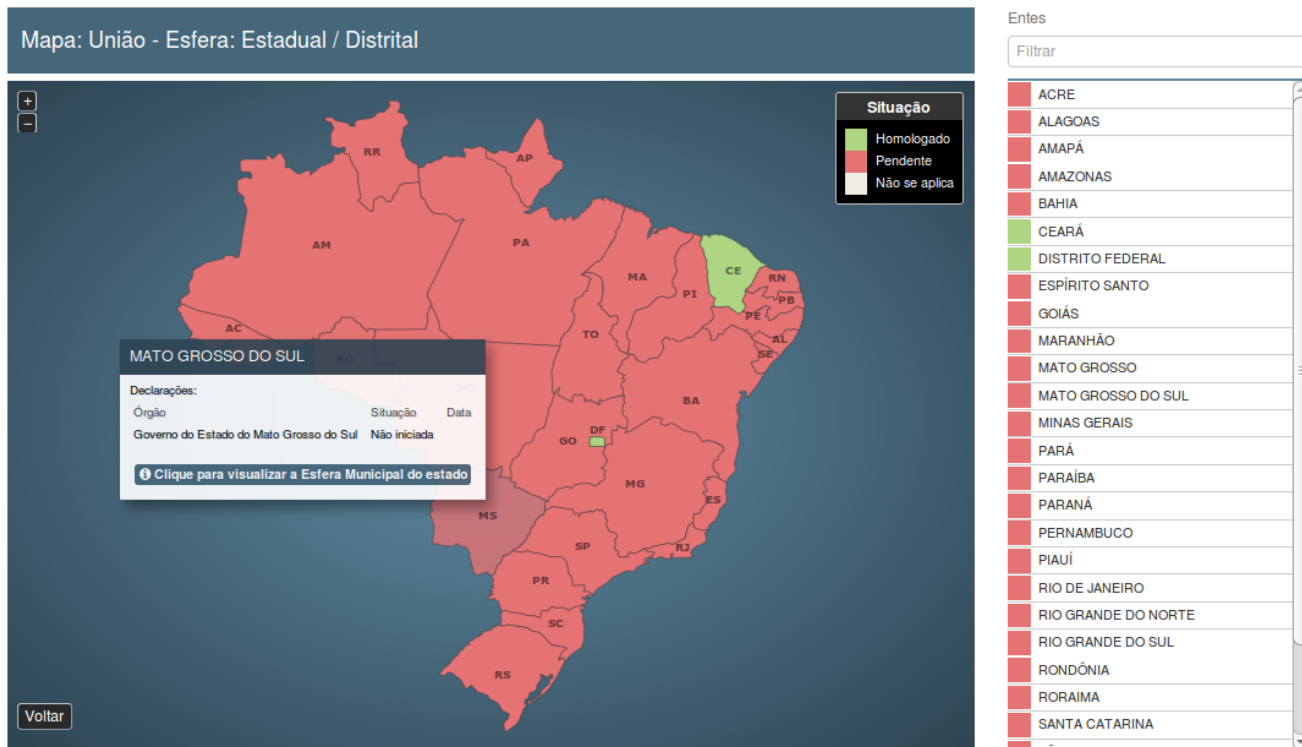 Mapa: União - Esfera: Estadual / Distrital
+
−
Situação
Homologado
Pendente
Não se aplica
RR
AP
AM
PA
MA
CE
RN
PI
PB
PE
AC
TO
AL
SE
RO
MT
BA
DF
GO
MG
ES
MS
SP
RJ
PR
SC
RS
MATO GROSSO DO SUL
Declarações:
Órgão Situação Data
Governo do Estado do Mato Grosso do Sul Não iniciada
Clique para visualizar a Esfera Municipal do estado
Voltar
Entes
Filtrar
ACRE
ALAGOAS
AMAPÁ
AMAZONAS
BAHIA
CEARÁ
DISTRITO FEDERAL
ESPÍRITO SANTO
GOIÁS
MARANHÃO
MATO GROSSO
MATO GROSSO DO SUL
MINAS GERAIS
PARÁ
PARAÍBA
PARANÁ
PERNAMBUCO
PIAUÍ
RIO DE JANEIRO
RIO GRANDE DO NORTE
RIO GRANDE DO SUL
RONDÔNIA
RORAIMA
SANTA CATARINA